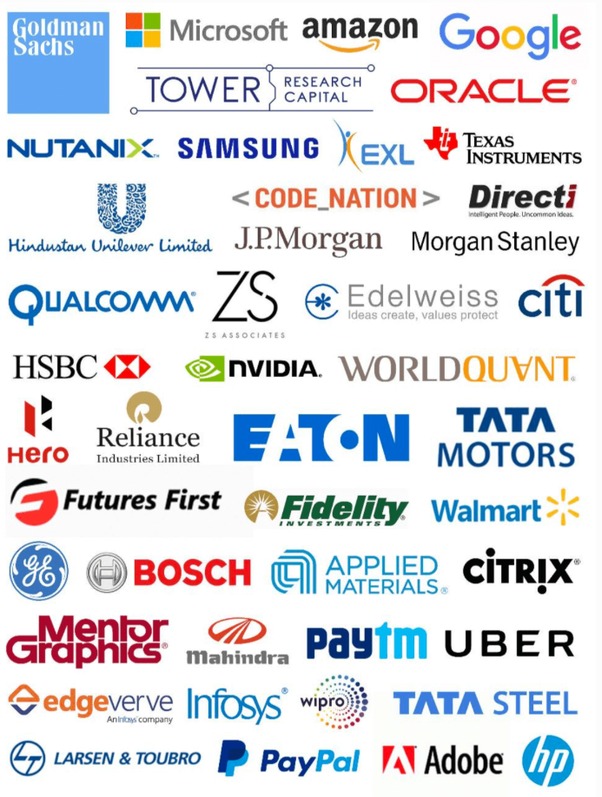 Goldman Sachs
Microsoft
amazon
Google
TOWER RESEARCH CAPITAL
ORACLE®
NUTANIX™
SAMSUNG
EXL
TEXAS INSTRUMENTS
Hindustan Unilever Limited
<CODE_NATION>
Directi
Intelligent People. Uncommon Ideas.
J.P.Morgan
Morgan Stanley
QUALCOMM®
ZS
ZS ASSOCIATES
Edelweiss
Ideas create, values protect
citi
HSBC
NVIDIA.
WORLDQUANT®
Hero
Reliance
Industries Limited
EATON
TATA MOTORS
Futures First
Fidelity®
INVESTMENTS
Walmart
GE
BOSCH
APPLIED MATERIALS®
CITRIX®
Mentor Graphics®
Mahindra
paytm
UBER
edgeverve
An Infosys company
Infosys®
wipro
TATA STEEL
LARSEN & TOUBRO
PayPal
Adobe
hp